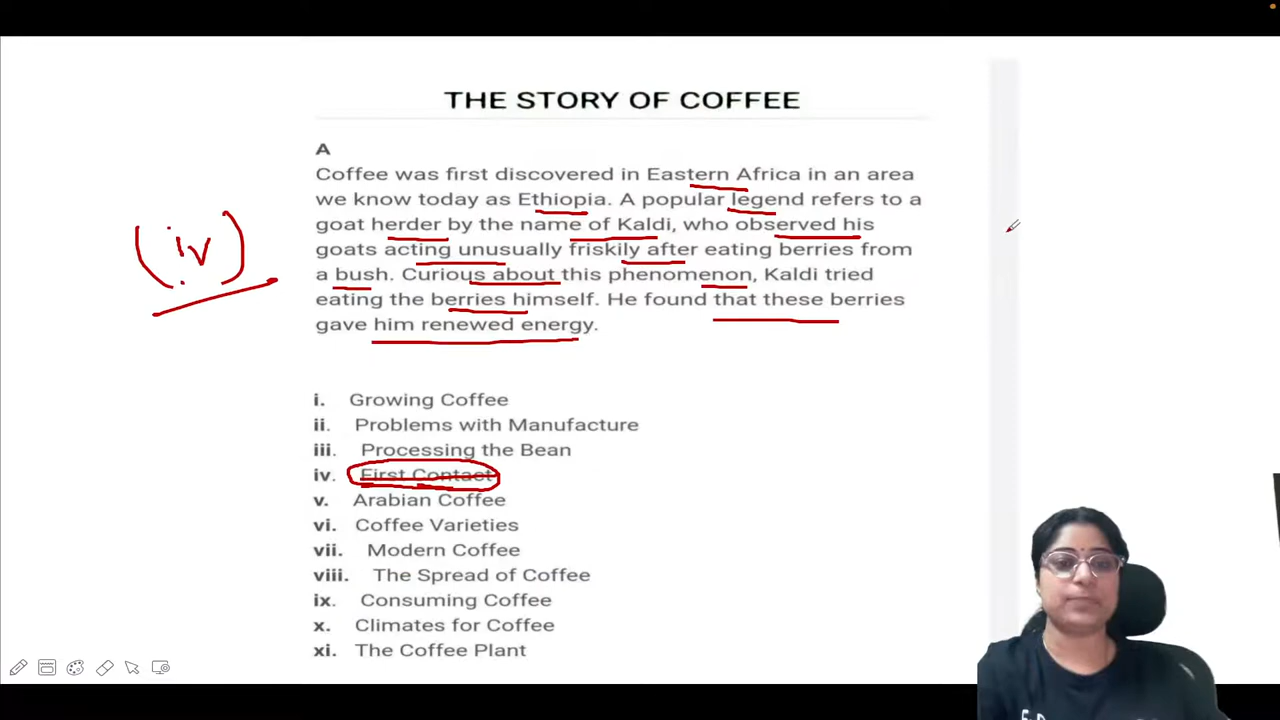 THE STORY OF COFFEE
A
Coffee was first discovered in Eastern Africa in an area
we know today as Ethiopia. A popular legend refers to a
goat herder by the name of Kaldi, who observed his
goats acting unusually friskily after eating berries from
a bush. Curious about this phenomenon, Kaldi tried
eating the berries himself. He found that these berries
gave him renewed energy.
(iv)
i. Growing Coffee
ii. Problems with Manufacture
iii. Processing the Bean
iv. First Contact
v. Arabian Coffee
vi. Coffee Varieties
vii. Modern Coffee
viii. The Spread of Coffee
ix. Consuming Coffee
x. Climates for Coffee
xi. The Coffee Plant